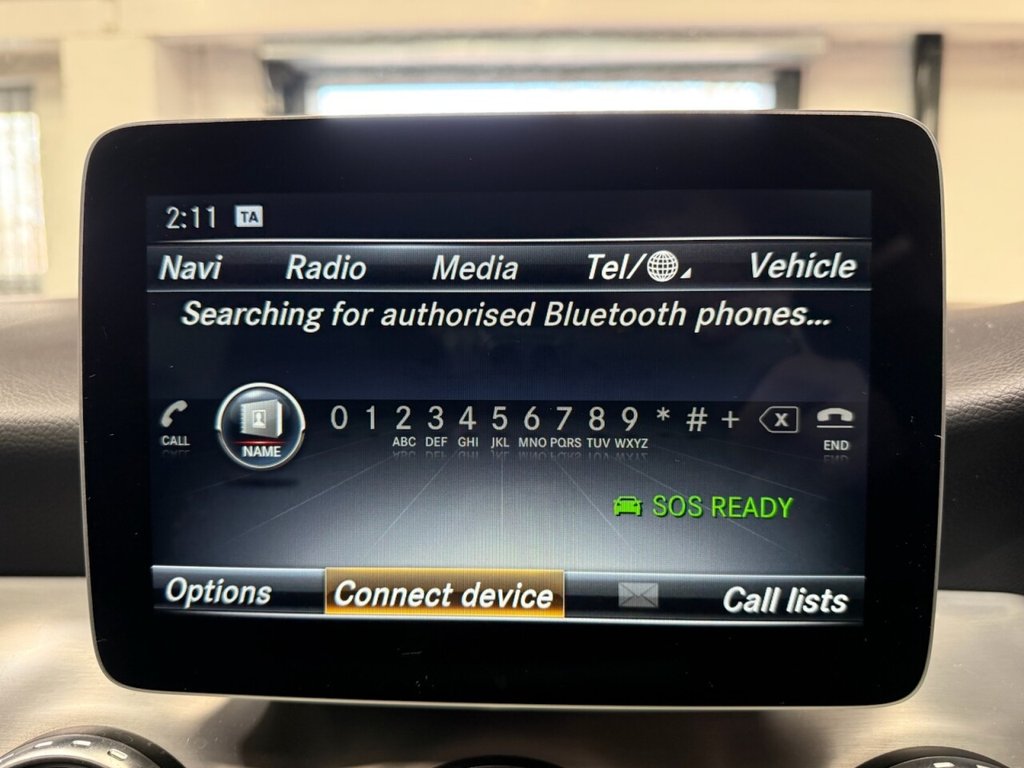 2:11 TA
Navi Radio Media Tel/ Vehicle
Searching for authorised Bluetooth phones...
0 1 2 3 4 5 6 7 8 9 * # + x
CALL NAME ABC DEF GHI JKL MNO PQRS TUV WXYZ END
SOS READY
Options Connect device Call lists